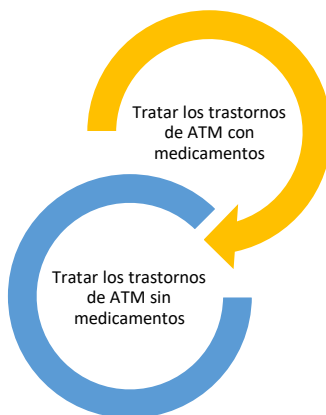 Tratar los trastornos
de ATM con
medicamentos
Tratar los trastornos
de ATM sin
medicamentos